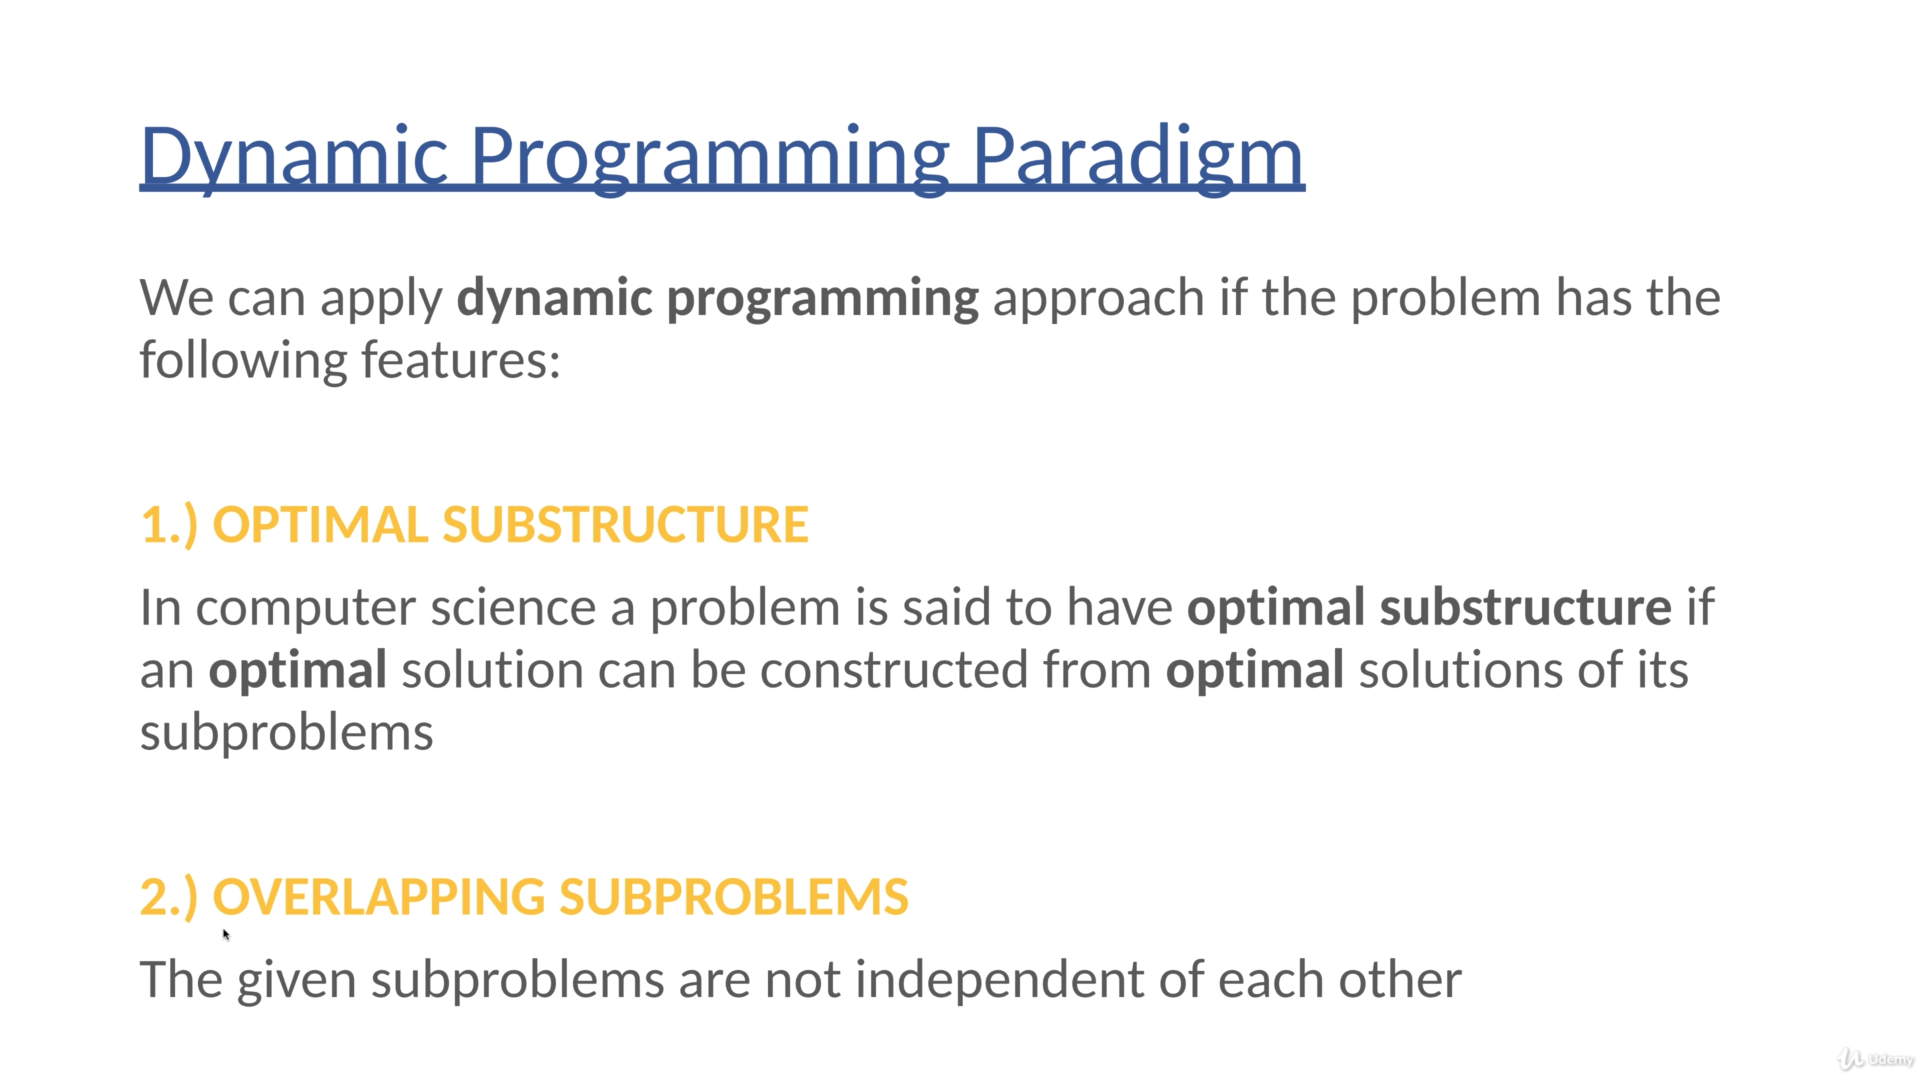 Dynamic Programming Paradigm
We can apply dynamic programming approach if the problem has the
following features:
1.) OPTIMAL SUBSTRUCTURE
In computer science a problem is said to have optimal substructure if
an optimal solution can be constructed from optimal solutions of its
subproblems
2.) OVERLAPPING SUBPROBLEMS
The given subproblems are not independent of each other
Udemy